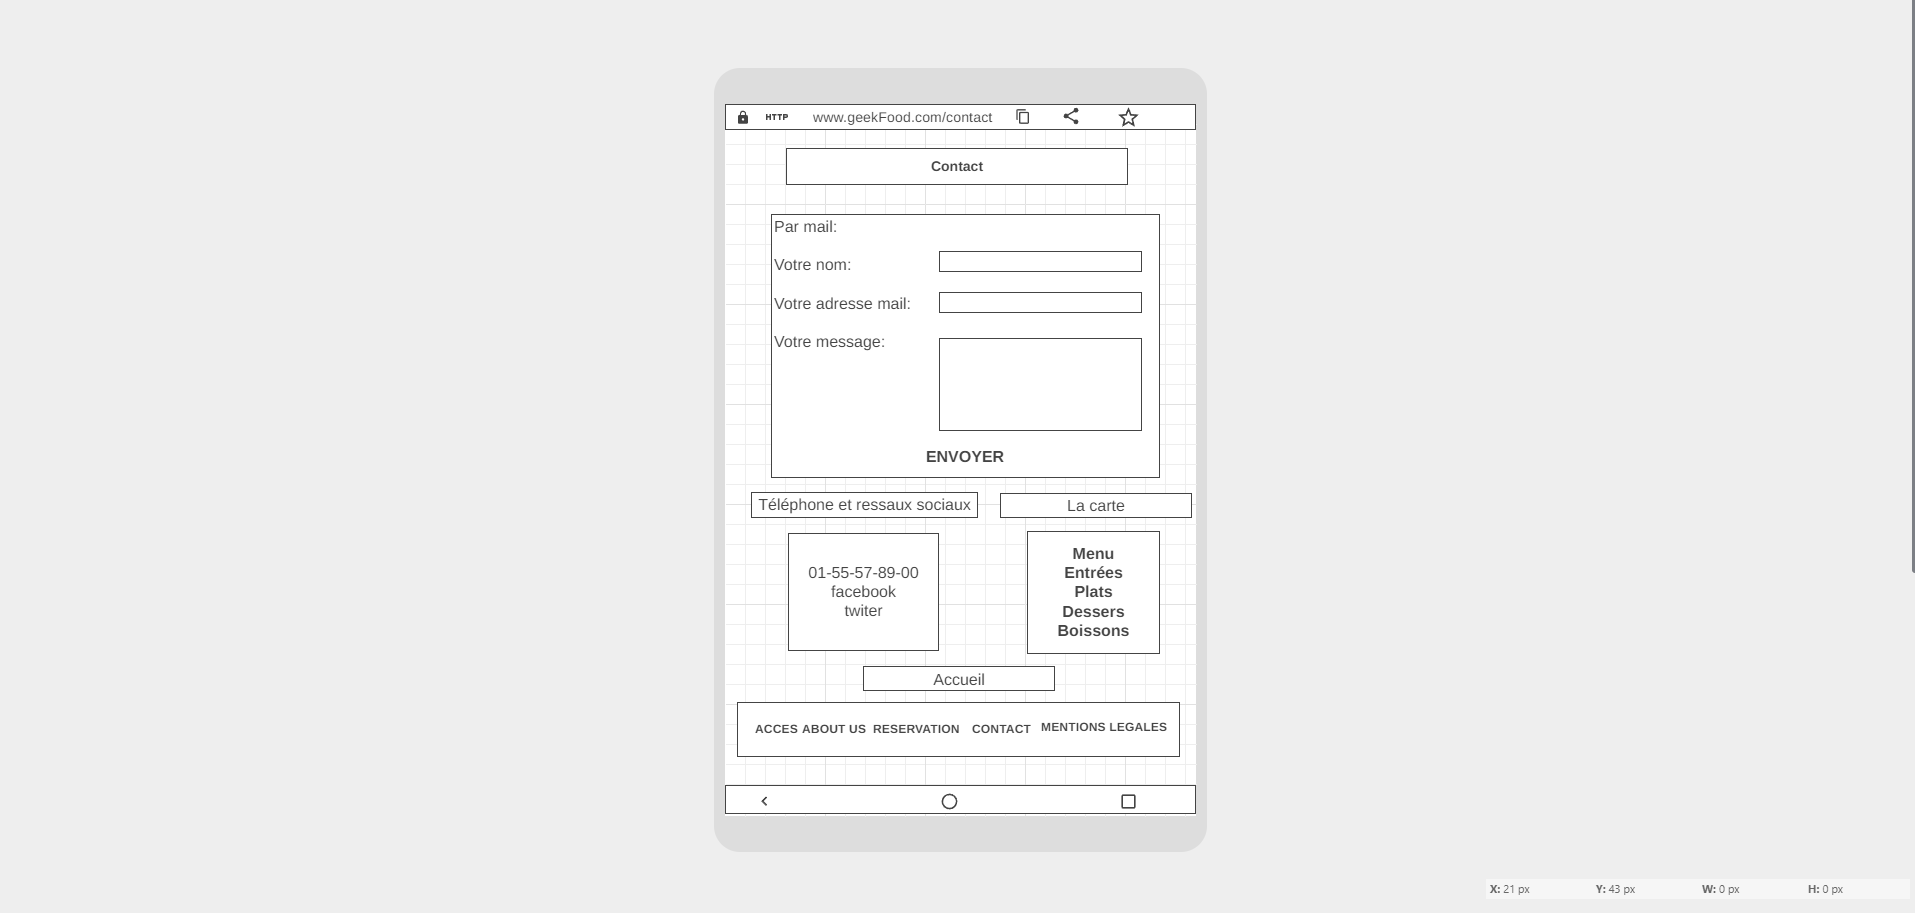 HTTP www.geekFood.com/contact
Contact
Par mail:
Votre nom:
Votre adresse mail:
Votre message:
ENVOYER
Téléphone et ressaux sociaux
La carte
01-55-57-89-00
facebook
twiter
Menu
Entrées
Plats
Dessers
Boissons
Accueil
ACCES ABOUT US RESERVATION CONTACT MENTIONS LEGALES
X: 21 px Y: 43 px W: 0 px H: 0 px